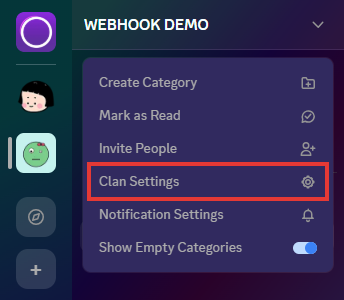 WEBHOOK DEMO
Create Category
Mark as Read
Invite People
Clan Settings
Notification Settings
Show Empty Categories